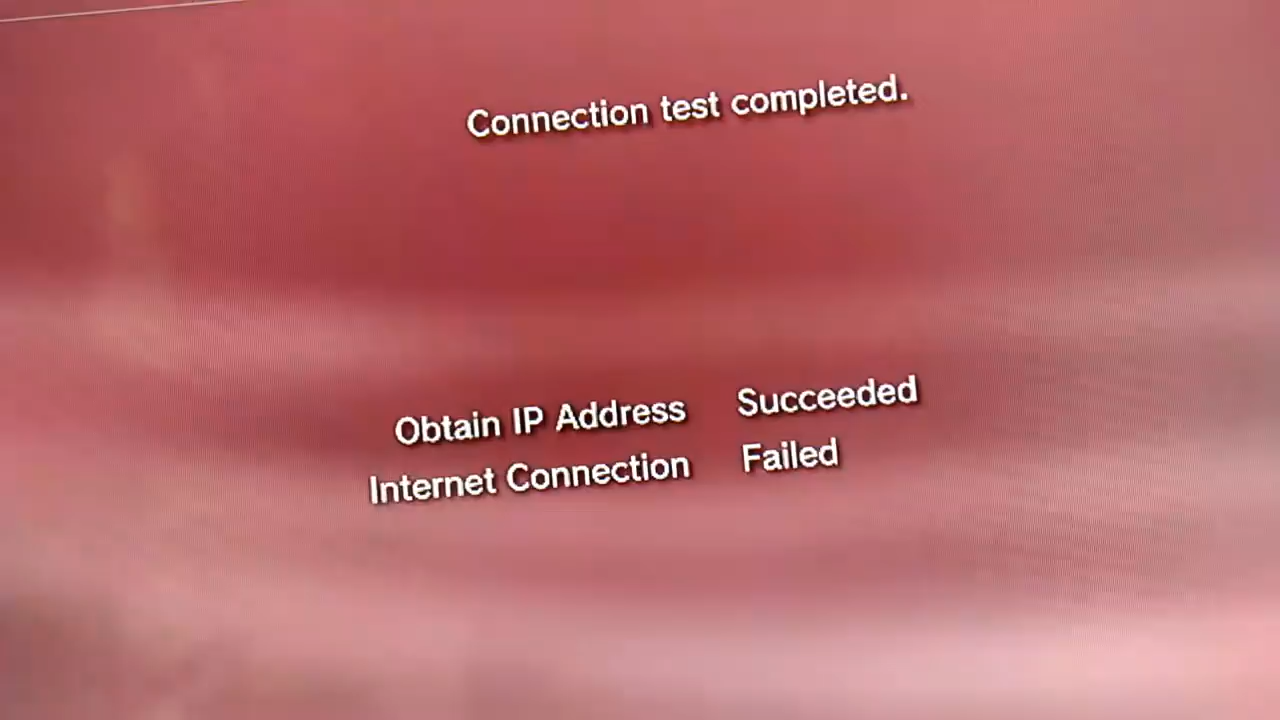 Connection test completed.
Obtain IP Address Succeeded
Internet Connection Failed